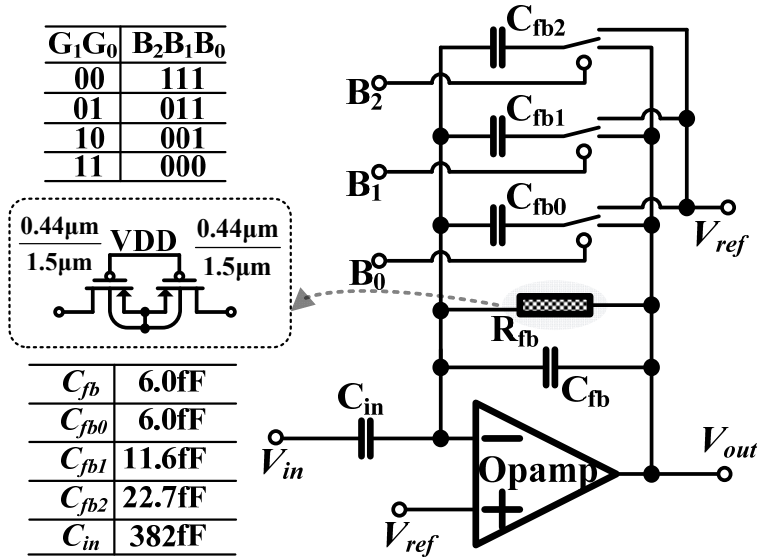 G1G0 B2B1B0
00 111
01 011
10 001
11 000
0.44µm
1.5µm
VDD
0.44µm
1.5µm
Cfb 6.0fF
Cfb0 6.0fF
Cfb1 11.6fF
Cfb2 22.7fF
Cin 382fF
Cfb2
B2
Cfb1
B1
Cfb0
B0
Vref
Rfb
Cfb
Cin
Vin
Opamp
Vout
Vref